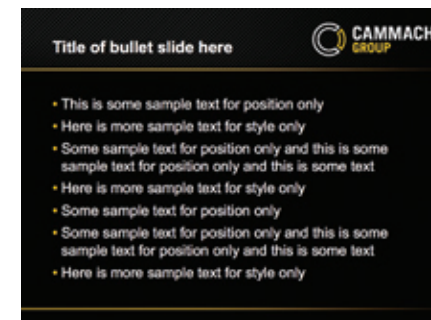 Title of bullet slide here
CAMMACH
GROUP
• This is some sample text for position only
• Here is more sample text for style only
• Some sample text for position only and this is some
sample text for position only and this is some text
• Here is more sample text for style only
• Some sample text for position only
• Some sample text for position only and this is some
sample text for position only and this is some text
• Here is more sample text for style only